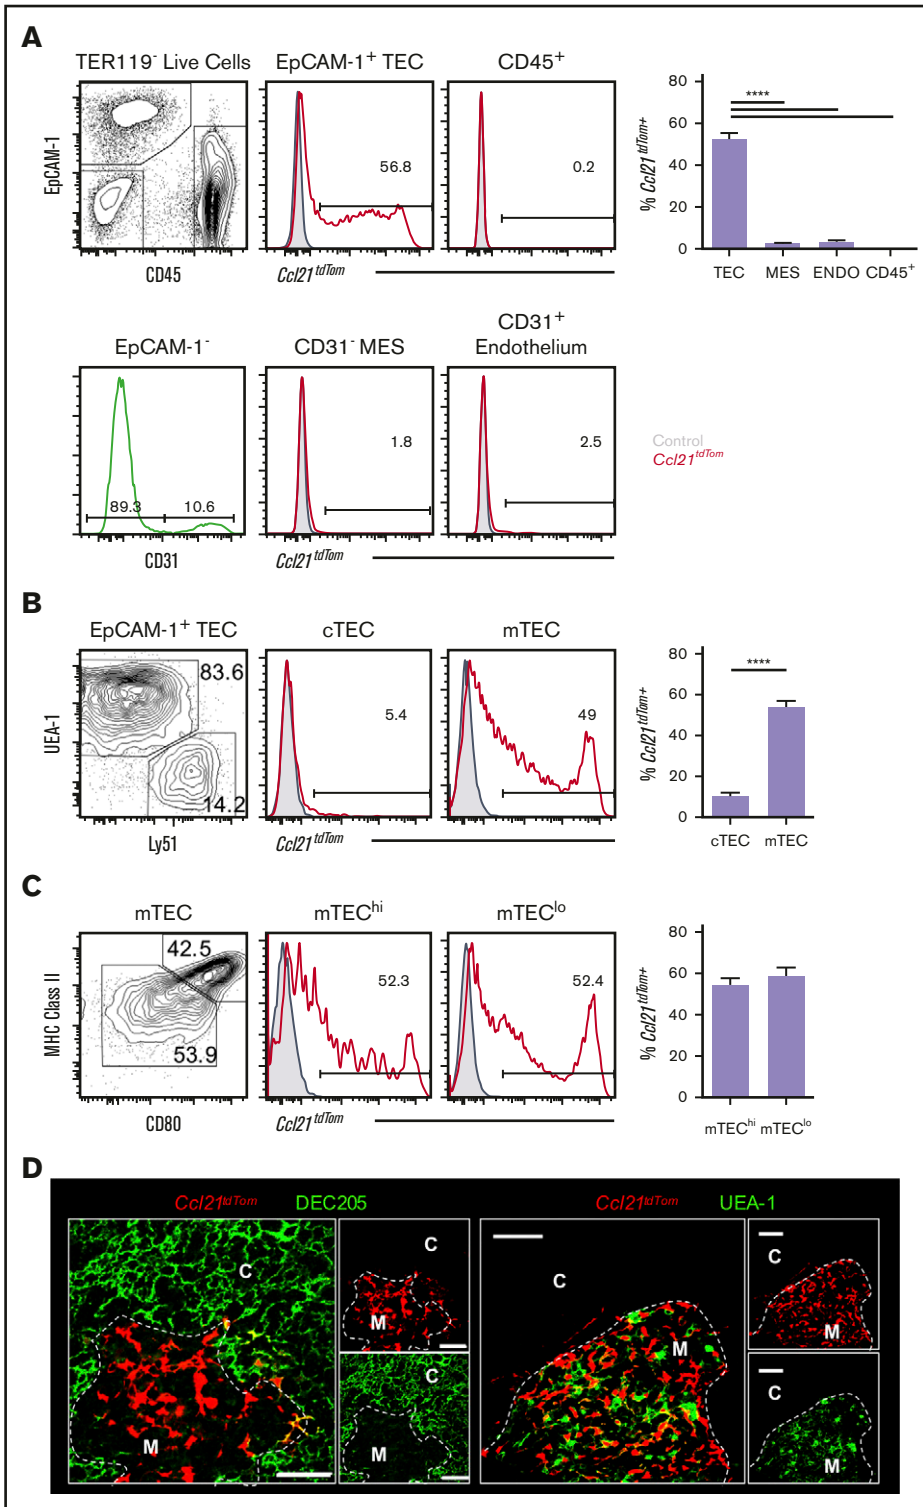 A
TER119- Live Cells
EpCAM-1+ TEC
CD45+
EpCAM-1
56.8
0.2
CD45
Ccl21tdTom
% Ccl21tdTom+
80
60
40
20
0
****
TEC MES ENDO CD45+
EpCAM-1-
CD31- MES
CD31+
Endothelium
89.3
10.6
1.8
2.5
CD31
Ccl21tdTom
Control
Ccl21tdTom
B
EpCAM-1+ TEC
cTEC
mTEC
UEA-1
83.6
14.2
5.4
49
Ly51
Ccl21tdTom
% Ccl21tdTom+
80
60
40
20
0
****
cTEC mTEC
C
mTEC
mTEChi
mTEClo
MHC Class II
42.5
53.9
52.3
52.4
CD80
Ccl21tdTom
% Ccl21tdTom+
80
60
40
20
0
mTEChi mTEClo
D
Ccl21tdTom DEC205
Ccl21tdTom UEA-1
C
M
C
M
C
M
C
M
C
M
C
M